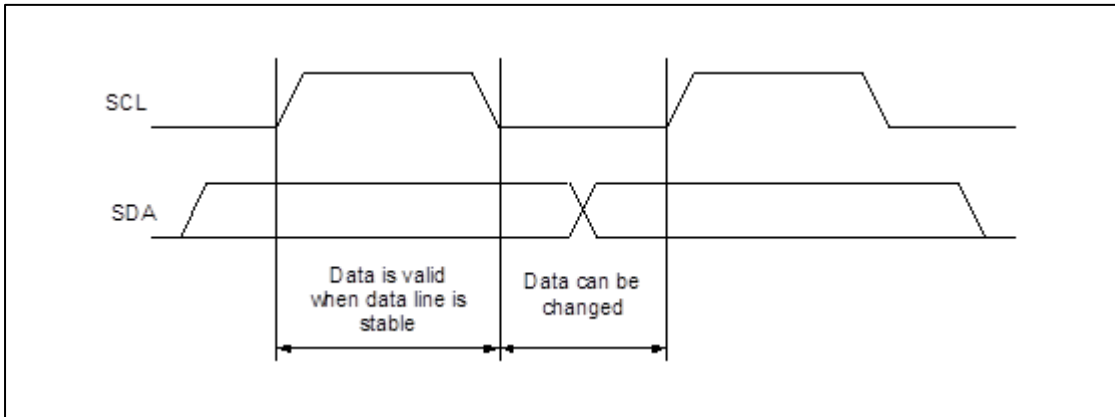 SCL
SDA
Data is valid
when data line is
stable
Data can be
changed